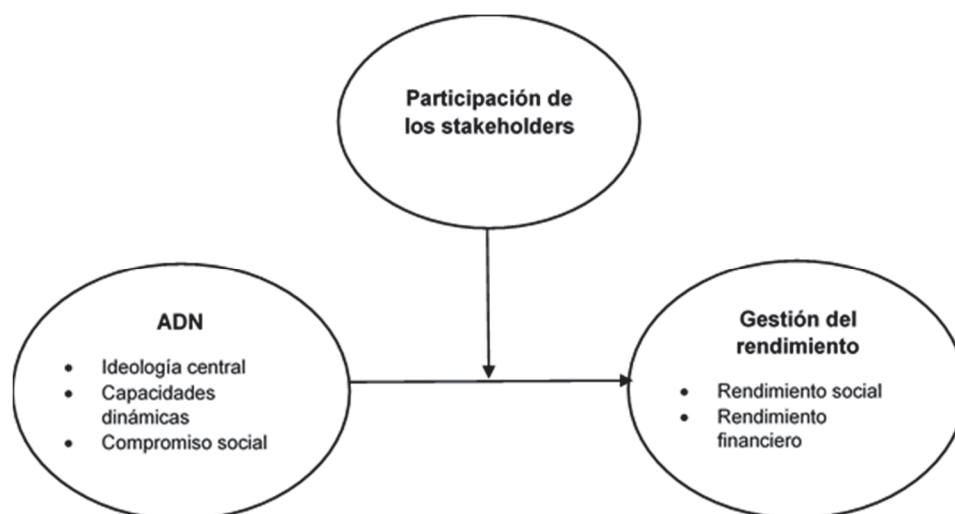 Participación de
los stakeholders
ADN
• Ideología central
• Capacidades
dinámicas
• Compromiso social
Gestión del
rendimiento
• Rendimiento social
• Rendimiento
financiero